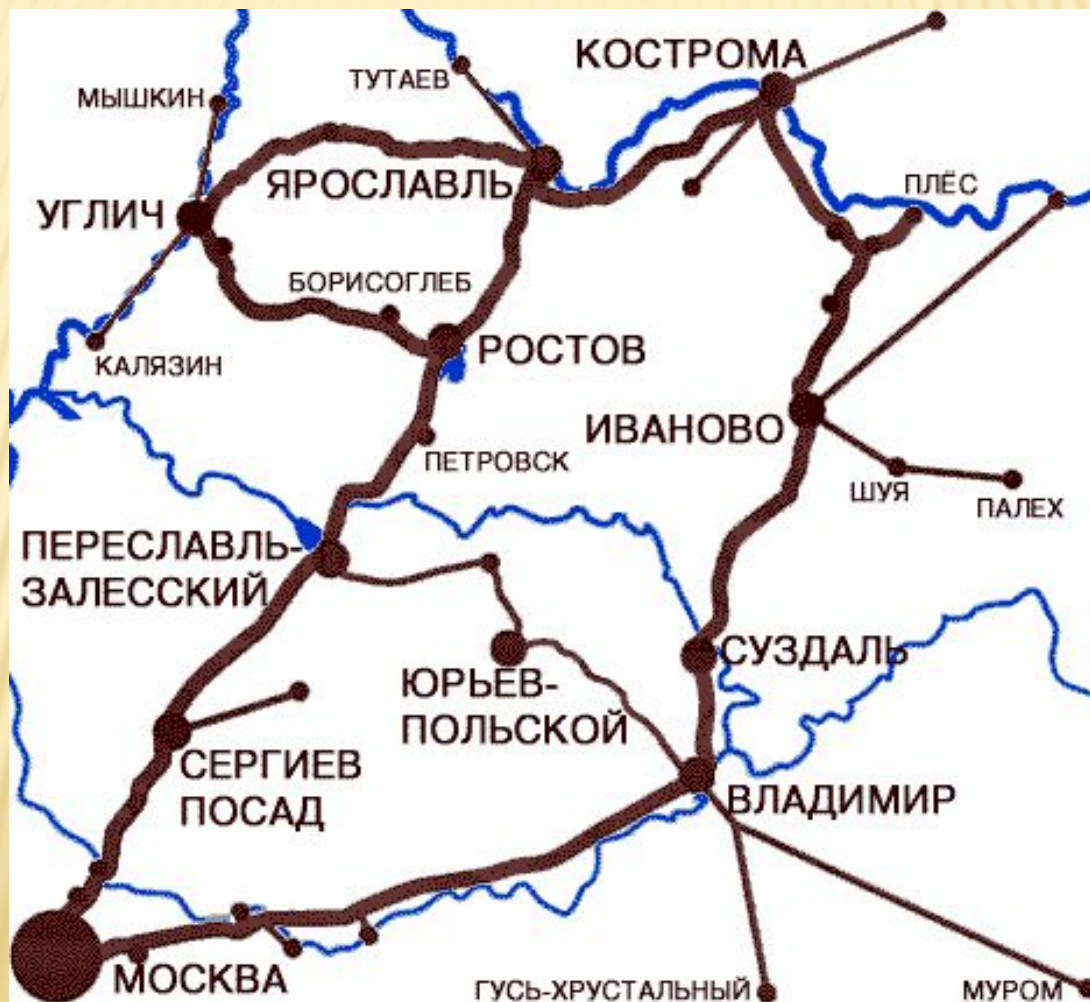 КОСТРОМА
ТУТАЕВ
МЫШКИН
ЯРОСЛАВЛЬ
ПЛЁС
УГЛИЧ
БОРИСОГЛЕБ
РОСТОВ
КАЛЯЗИН
ИВАНОВО
ПЕТРОВСК
ШУЯ
ПАЛЕХ
ПЕРЕСЛАВЛЬ-
ЗАЛЕССКИЙ
СУЗДАЛЬ
ЮРЬЕВ-
ПОЛЬСКОЙ
СЕРГИЕВ
ПОСАД
ВЛАДИМИР
МОСКВА
ГУСЬ-ХРУСТАЛЬНЫЙ
МУРОМ